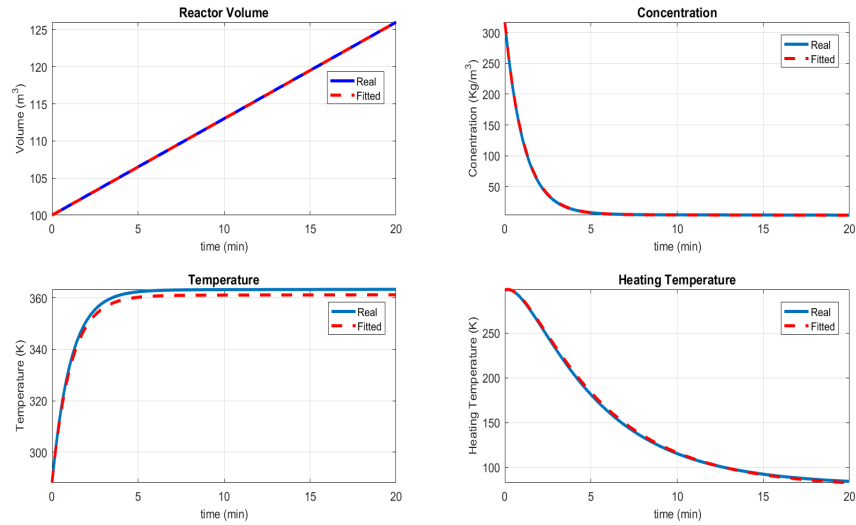 Reactor Volume
Volume (m³)
125
120
115
110
105
100
0 5 10 15 20
time (min)
Real
Fitted
Concentration
Conentration (Kg/m³)
300
250
200
150
100
50
0 5 10 15 20
time (min)
Real
Fitted
Temperature
Temperature (K)
360
340
320
300
0 5 10 15 20
time (min)
Real
Fitted
Heating Temperature
Heating Temperature (K)
250
200
150
100
0 5 10 15 20
time (min)
Real
Fitted